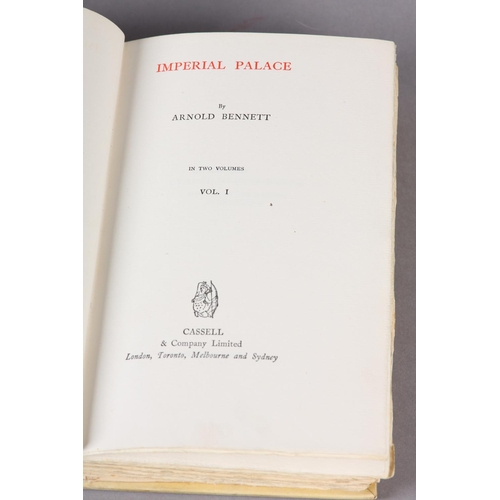 IMPERIAL PALACE
By
ARNOLD BENNETT
IN TWO VOLUMES
VOL. I
CASSELL
& Company Limited
London, Toronto, Melbourne and Sydney